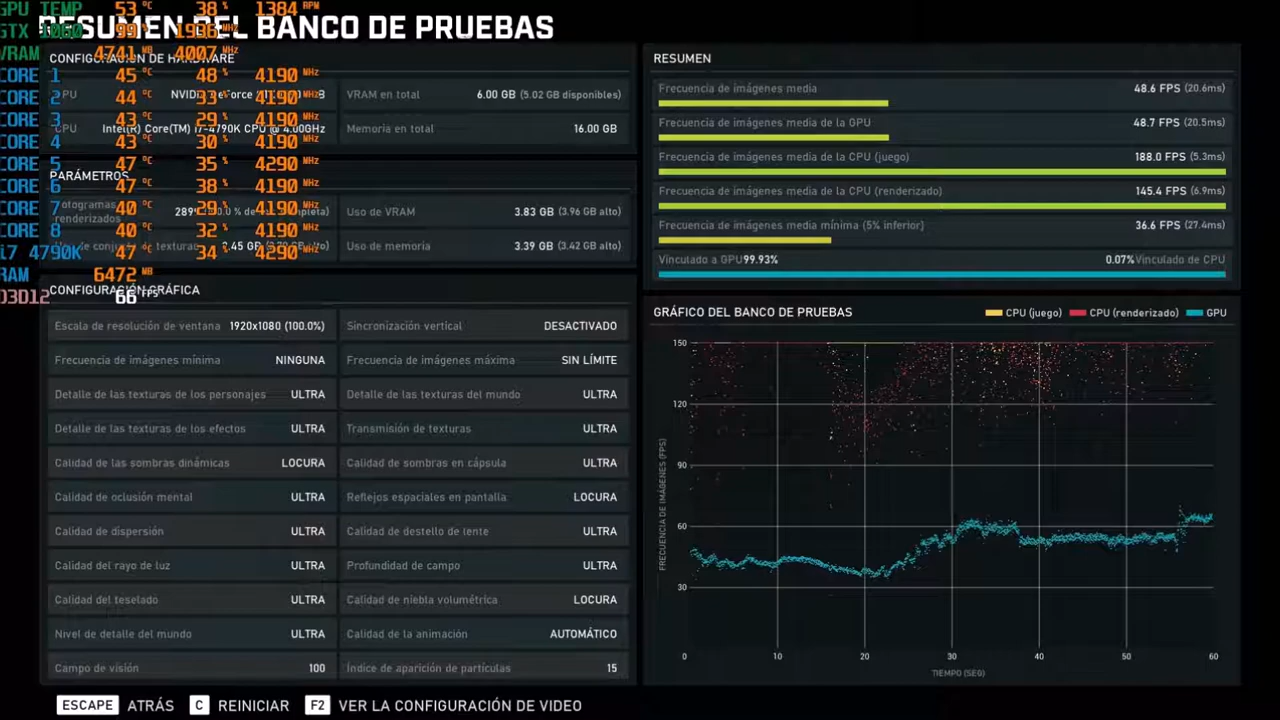 GPU TEMP 53 °C 38 % 1384 RPM
GTX 1060 99 % 1936 MHz
VRAM 4741 MB 4007 MHz
CORE 1 45 °C 48 % 4190 MHz
CORE 2 44 °C 33 % 4190 MHz
CORE 3 43 °C 29 % 4190 MHz
CORE 4 43 °C 30 % 4190 MHz
CORE 5 47 °C 35 % 4290 MHz
CORE 6 47 °C 38 % 4190 MHz
CORE 7 40 °C 29 % 4190 MHz
CORE 8 40 °C 32 % 4190 MHz
i7 4790K 47 °C 34 % 4290 MHz
RAM 6472 MB
D3D12 66 FPS
RESUMEN DEL BANCO DE PRUEBAS
CONFIGURACIÓN DE HARDWARE
VRAM en total 6.00 GB (5.02 GB disponibles)
CPU Intel(R) Core(TM) i7-4790K CPU @ 4.00GHz
Memoria en total 16.00 GB
PARÁMETROS
Fotogramas renderizados
Uso de VRAM 3.83 GB (3.96 GB alto)
Uso de memoria 3.39 GB (3.42 GB alto)
CONFIGURACIÓN GRÁFICA
Escala de resolución de ventana 1920x1080 (100.0%)
Sincronización vertical DESACTIVADO
Frecuencia de imágenes mínima NINGUNA
Frecuencia de imágenes máxima SIN LÍMITE
Detalle de las texturas de los personajes ULTRA
Detalle de las texturas del mundo ULTRA
Detalle de las texturas de los efectos ULTRA
Transmisión de texturas ULTRA
Calidad de las sombras dinámicas LOCURA
Calidad de sombras en cápsula ULTRA
Calidad de oclusión mental ULTRA
Reflejos espaciales en pantalla LOCURA
Calidad de dispersión ULTRA
Calidad de destello de lente ULTRA
Calidad del rayo de luz ULTRA
Profundidad de campo ULTRA
Calidad del teselado ULTRA
Calidad de niebla volumétrica LOCURA
Nivel de detalle del mundo ULTRA
Calidad de la animación AUTOMÁTICO
Campo de visión 100
Índice de aparición de partículas 15
RESUMEN
Frecuencia de imágenes media 48.6 FPS (20.6ms)
Frecuencia de imágenes media de la GPU 48.7 FPS (20.5ms)
Frecuencia de imágenes media de la CPU (juego) 188.0 FPS (5.3ms)
Frecuencia de imágenes media de la CPU (renderizado) 145.4 FPS (6.9ms)
Frecuencia de imágenes media mínima (5% inferior) 36.6 FPS (27.4ms)
Vinculado a GPU 99.93% 0.07% Vinculado de CPU
GRÁFICO DEL BANCO DE PRUEBAS
CPU (juego) CPU (renderizado) GPU
FRECUENCIA DE IMÁGENES (FPS)
150
120
90
60
30
0 10 20 30 40 50 60
TIEMPO (SEG)
ESCAPE ATRÁS C REINICIAR F2 VER LA CONFIGURACIÓN DE VIDEO